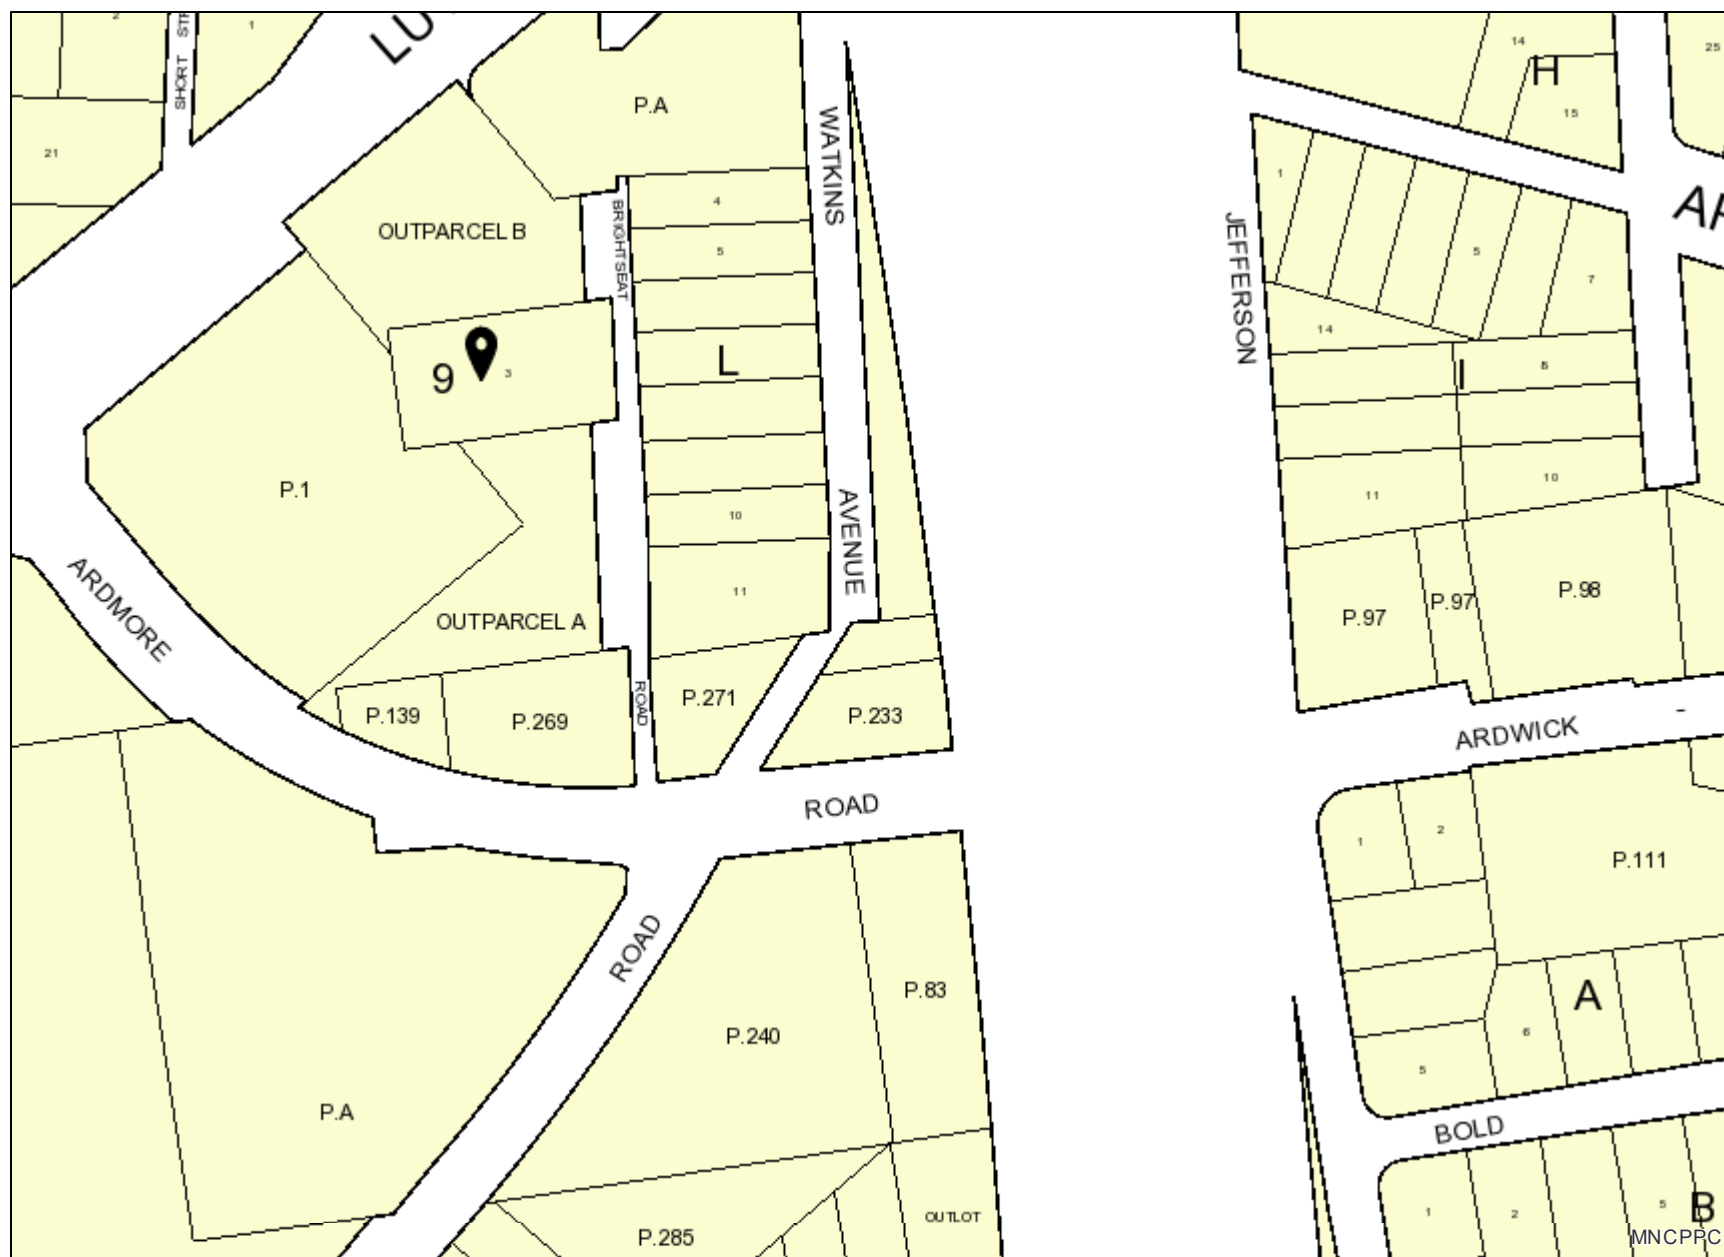 2
SHORT
STS
1
LU
P.A
14
H
15
25
21
WATKINS
BRIGHTSEAT
4
OUTPARCEL B
5
JEFFERSON
1
5
7
14
L
9
3
I
8
P.1
AVENUE
10
11
10
ARDMORE
OUTPARCEL A
11
P.97
P.97
P.98
ROAD
P.271
P.139
P.269
P.233
ARDWICK
-
ROAD
1
2
P.111
ROAD
P.83
A
P.240
6
5
P.A
BOLD
1
2
5
B
OUTLOT
P.285
MNCPPC